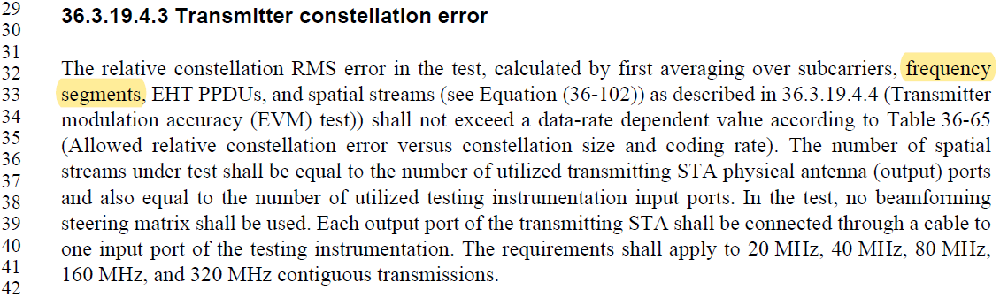 29 36.3.19.4.3 Transmitter constellation error
30
31
32 The relative constellation RMS error in the test, calculated by first averaging over subcarriers, frequency
33 segments, EHT PPDUs, and spatial streams (see Equation (36-102)) as described in 36.3.19.4.4 (Transmitter
34 modulation accuracy (EVM) test)) shall not exceed a data-rate dependent value according to Table 36-65
35 (Allowed relative constellation error versus constellation size and coding rate). The number of spatial
36 streams under test shall be equal to the number of utilized transmitting STA physical antenna (output) ports
37 and also equal to the number of utilized testing instrumentation input ports. In the test, no beamforming
38 steering matrix shall be used. Each output port of the transmitting STA shall be connected through a cable to
39 one input port of the testing instrumentation. The requirements shall apply to 20 MHz, 40 MHz, 80 MHz,
40 160 MHz, and 320 MHz contiguous transmissions.
41
42